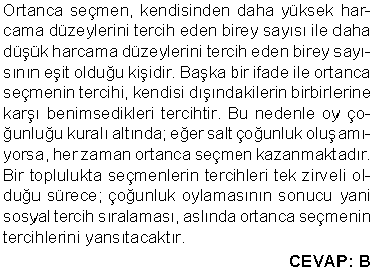 Ortanca seçmen, kendisinden daha yüksek har-
cama düzeylerini tercih eden birey sayısı ile daha
düşük harcama düzeylerini tercih eden birey sayı-
sının eşit olduğu kişidir. Başka bir ifade ile ortanca
seçmenin tercihi, kendisi dışındakilerin birbirlerine
karşı benimsedikleri tercihtir. Bu nedenle oy ço-
ğunluğu kuralı altında; eğer salt çoğunluk oluşamı-
yorsa, her zaman ortanca seçmen kazanmaktadır.
Bir toplulukta seçmenlerin tercihleri tek zirveli ol-
duğu sürece; çoğunluk oylamasının sonucu yani
sosyal tercih sıralaması, aslında ortanca seçmenin
tercihlerini yansıtacaktır.
CEVAP: B